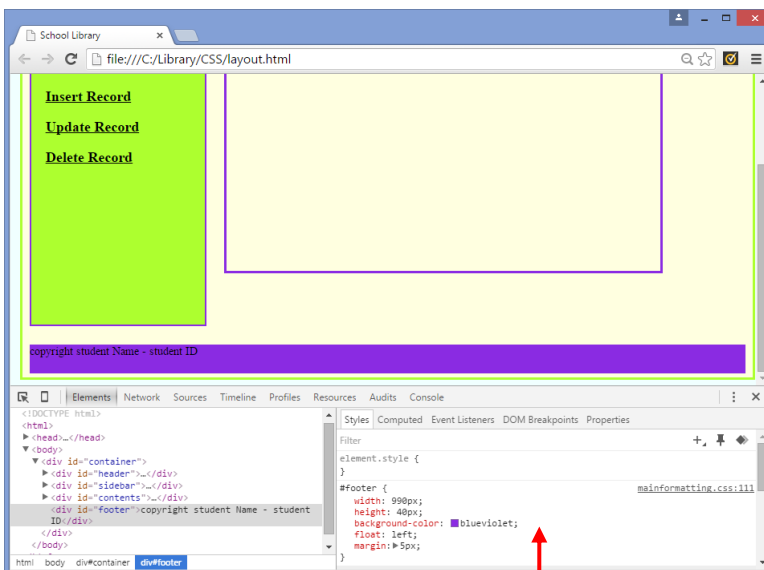 School Library
file:///C:/Library/CSS/layout.html
Insert Record
Update Record
Delete Record
copyright student Name - student ID
Elements Network Sources Timeline Profiles Resources Audits Console
<!DOCTYPE html>
<html>
<head>…</head>
<body>
<div id="container">
<div id="header">…</div>
<div id="sidebar">…</div>
<div id="contents">…</div>
<div id="footer">copyright student Name - student
ID</div>
</div>
</body>
html body div#container div#footer
Styles Computed Event Listeners DOM Breakpoints Properties
Filter
element.style {
}
#footer { mainformatting.css:111
width: 990px;
height: 40px;
background-color: blueviolet;
float: left;
margin: 5px;
}